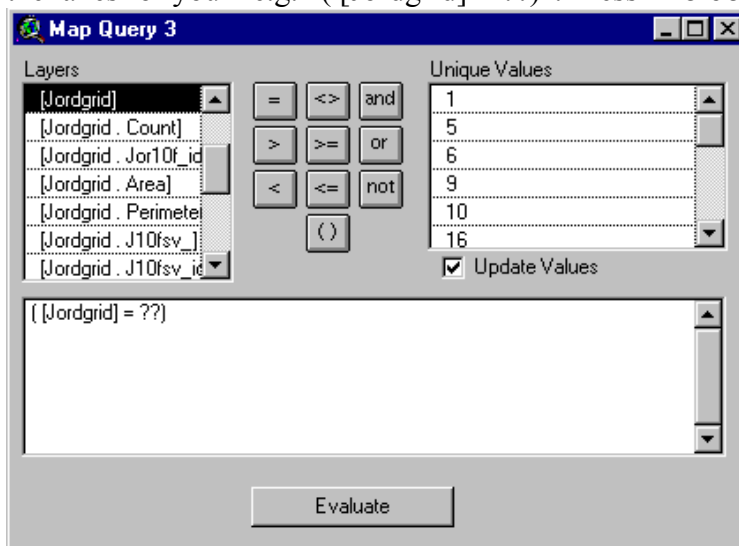 Map Query 3
Layers
[Jordgrid]
[Jordgrid . Count]
[Jordgrid . Jor10f_id
[Jordgrid . Area]
[Jordgrid . Perimete
[Jordgrid . J10fsv_]
[Jordgrid . J10fsv_id
= <> and
> >= or
< <= not
( )
Unique Values
1
5
6
9
10
16
Update Values
( [Jordgrid] = ??)
Evaluate